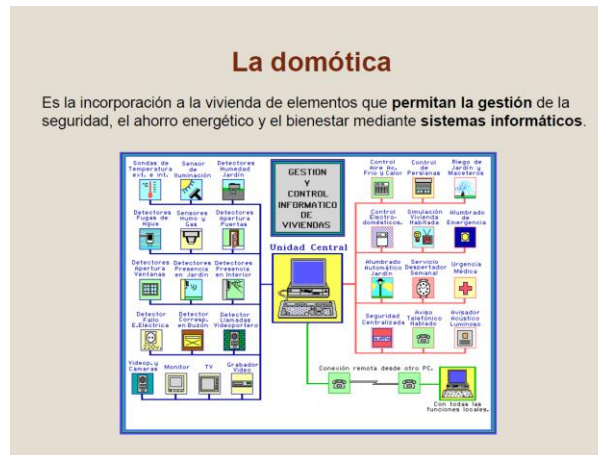 La domótica
Es la incorporación a la vivienda de elementos que permitan la gestión de la
seguridad, el ahorro energético y el bienestar mediante sistemas informáticos.
GESTION
Y
CONTROL
INFORMATICO
DE
VIVIENDAS
Unidad Central
Sondas de
Temperatura
ext. e int.
Sensor
de
Iluminación
Detectores
Humedad
Jardín
Detectores
Fugas de
Agua
Sensores
Humo y
Gas
Detectores
Apertura
Puertas
Detectores
Apertura
Ventanas
Detectores
Presencia
en Jardín
Detectores
Presencia
en Interior
Detector
Fallo
E.Eléctrica
220v.
Detector
Corresp.
en Buzón
Detector
Llamadas
Videoportero
Videop. y
Cámaras
Monitor
TV
Grabador
Video
Control
Aire Ac.
Frio y Calor
Control
de
Persianas
Riego de
Jardín y
Maceteros
Control
Electro-
domésticos.
Simulación
Vivienda
Habitada
Alumbrado
de
Emergencia
Alumbrado
Automático
Jardín
Servicio
Despertador
Semanal
Urgencia
Médica
Seguridad
Centralizada
Aviso
Telefónico
Hablado
Avisador
Acústico
Luminoso
Conexión remota desde otro PC.
Con todas las
funciones locales.